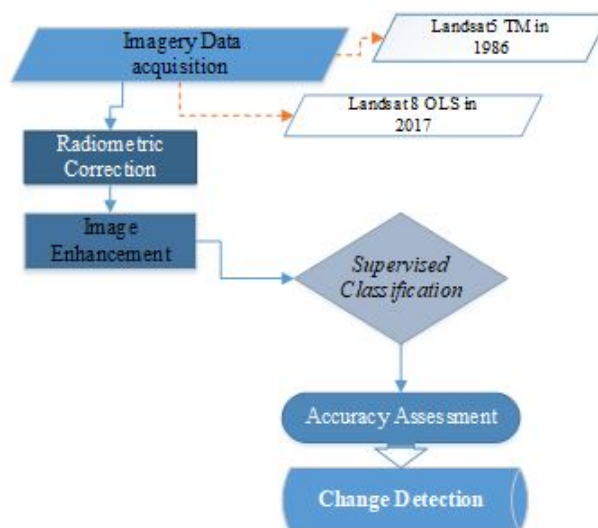 Imagery Data
acquisition
Landsat5 TM in
1986
Landsat 8 OLS in
2017
Radiometric
Correction
Image
Enhancement
Supervised
Classification
Accuracy Assessment
Change Detection